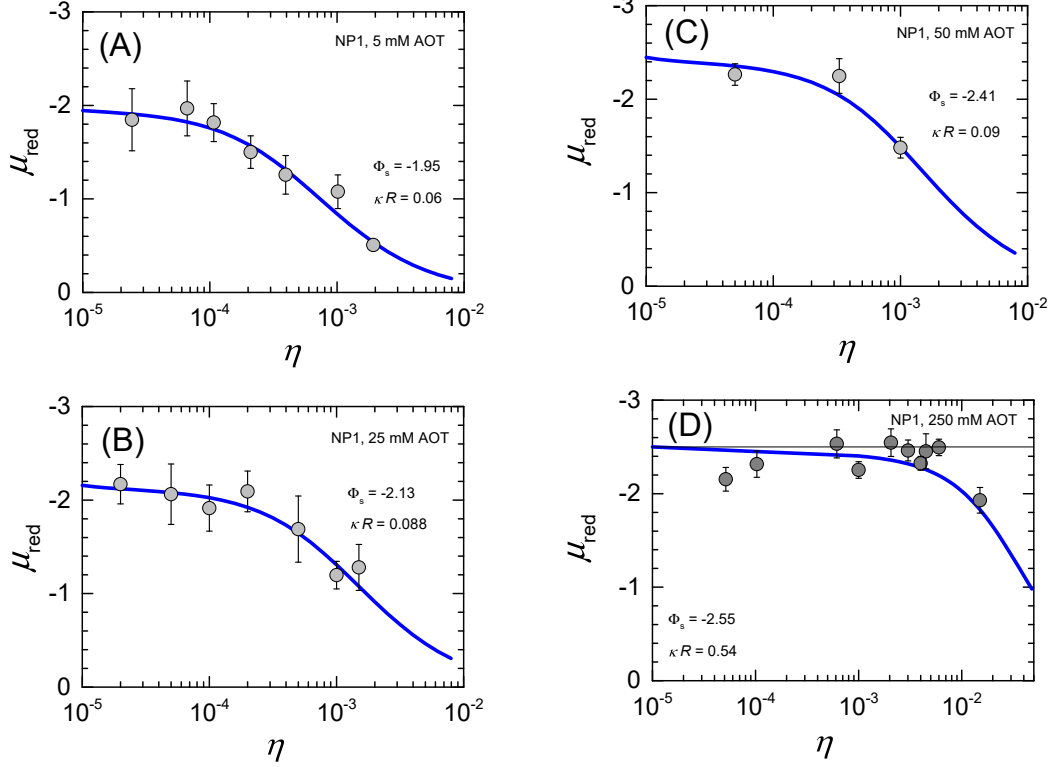 (A)
NP1, 5 mM AOT
-3
-2
-1
0
μred
Φs = -1.95
κR = 0.06
10-5
10-4
10-3
10-2
η
(C)
NP1, 50 mM AOT
-3
-2
-1
0
μred
Φs = -2.41
κR = 0.09
10-5
10-4
10-3
10-2
η
(B)
NP1, 25 mM AOT
-3
-2
-1
0
μred
Φs = -2.13
κR = 0.088
10-5
10-4
10-3
10-2
η
(D)
NP1, 250 mM AOT
-3
-2
-1
0
μred
Φs = -2.55
κR = 0.54
10-5
10-4
10-3
10-2
η